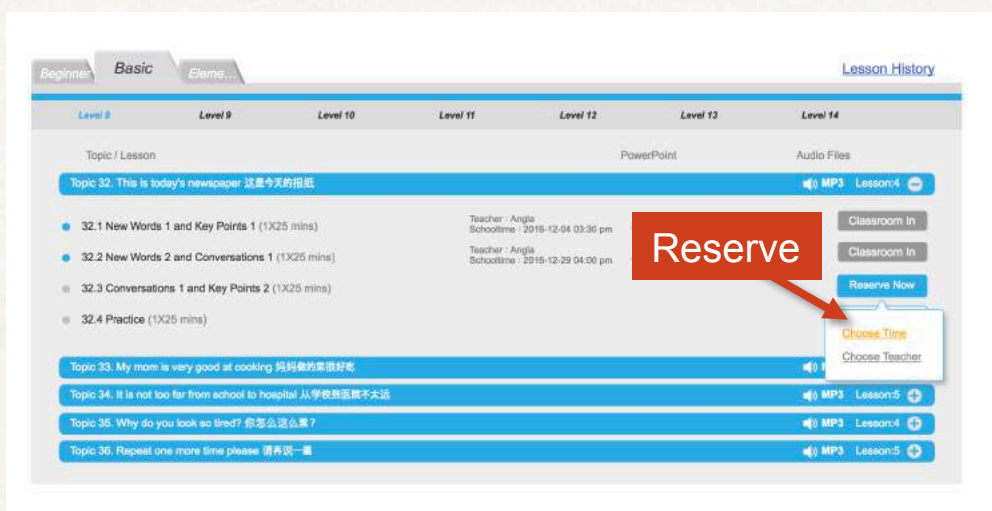 Beginner Basic Eleme... Lesson History
Level 8 Level 9 Level 10 Level 11 Level 12 Level 13 Level 14
Topic / Lesson PowerPoint Audio Files
Topic 32. This is today's newspaper 这是今天的报纸 MP3 Lesson:4
32.1 New Words 1 and Key Points 1 (1X25 mins) Teacher : Angla Classroom In
Schooltime : 2016-12-04 03:30 pm
32.2 New Words 2 and Conversations 1 (1X25 mins) Teacher : Angla Classroom In
Schooltime : 2016-12-29 04:00 pm
Reserve
32.3 Conversations 1 and Key Points 2 (1X25 mins) Reserve Now
32.4 Practice (1X25 mins)
Choose Time
Choose Teacher
Topic 33. My mom is very good at cooking 妈妈做的菜很好吃
Topic 34. It is not too far from school to hospital 从学校到医院不太远 MP3 Lesson:5
Topic 35. Why do you look so tired? 你怎么这么累? MP3 Lesson:4
Topic 36. Repeat one more time please 请再说一遍 MP3 Lesson:5